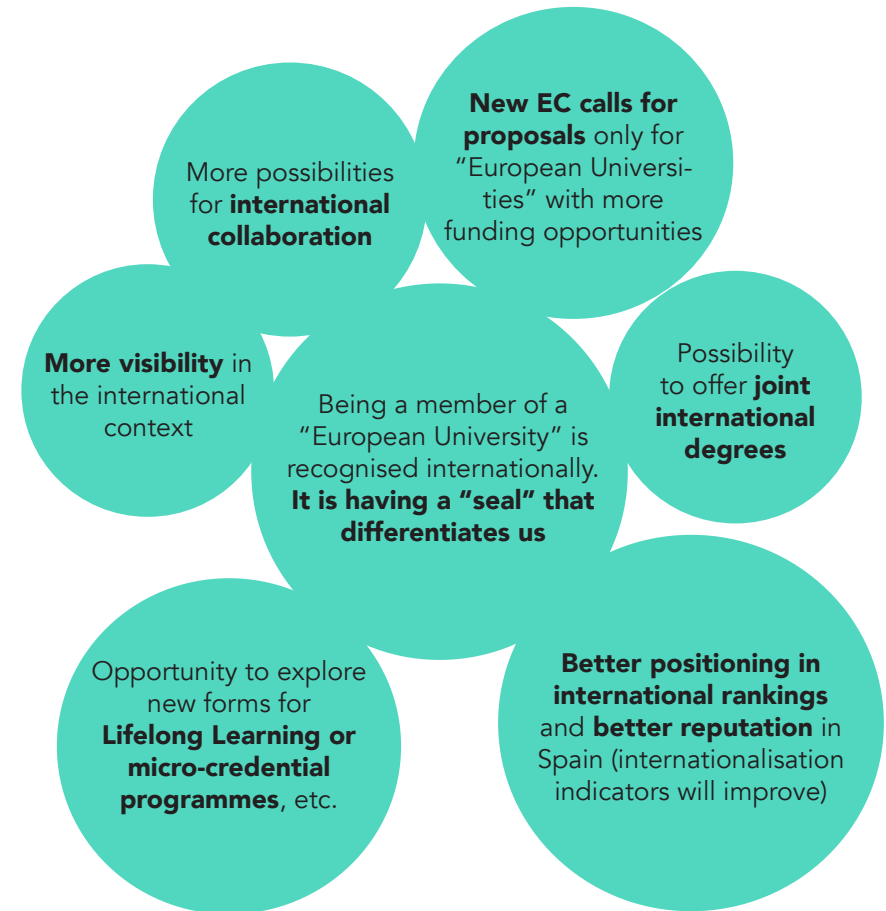 New EC calls for
proposals only for
“European Universi-
ties” with more
funding opportunities
More possibilities
for international
collaboration
More visibility in
the international
context
Being a member of a
“European University” is
recognised internationally.
It is having a “seal” that
differentiates us
Possibility
to offer joint
international
degrees
Opportunity to explore
new forms for
Lifelong Learning or
micro-credential
programmes, etc.
Better positioning in
international rankings
and better reputation in
Spain (internationalisation
indicators will improve)